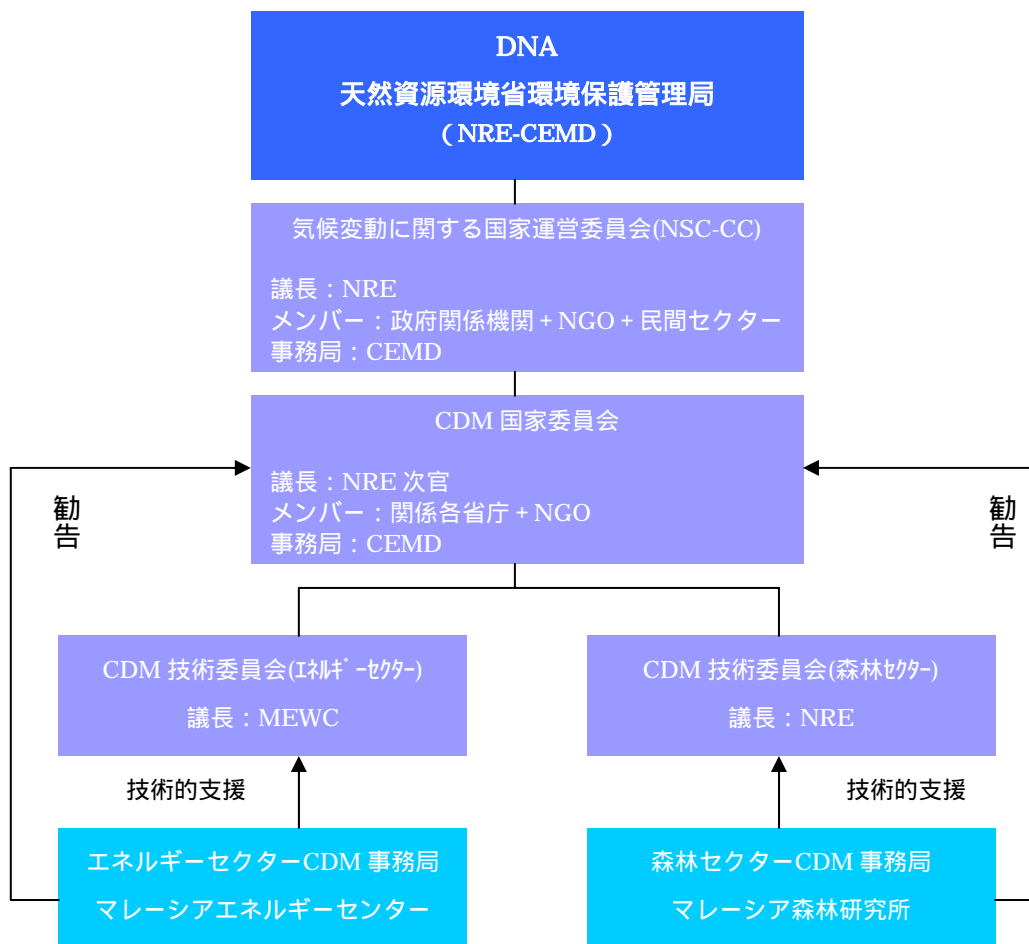 DNA
天然資源環境省環境保護管理局
（NRE-CEMD）
気候変動に関する国家運営委員会(NSC-CC)
議長：NRE
メンバー：政府関係機関＋NGO＋民間セクター
事務局：CEMD
CDM 国家委員会
議長：NRE 次官
メンバー：関係各省庁＋NGO
事務局：CEMD
勧告
勧告
CDM 技術委員会(ｴﾈﾙｷﾞｰｾｸﾀｰ)
議長：MEWC
CDM 技術委員会(森林ｾｸﾀｰ)
議長：NRE
技術的支援
技術的支援
エネルギーセクターCDM 事務局
マレーシアエネルギーセンター
森林セクターCDM 事務局
マレーシア森林研究所